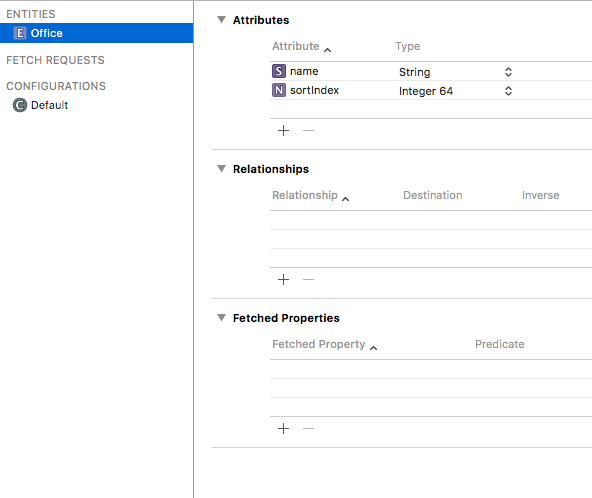 ENTITIES
E Office
FETCH REQUESTS
CONFIGURATIONS
C Default
Attributes
Attribute Type
S name String
N sortIndex Integer 64
Relationships
Relationship Destination Inverse
Fetched Properties
Fetched Property Predicate